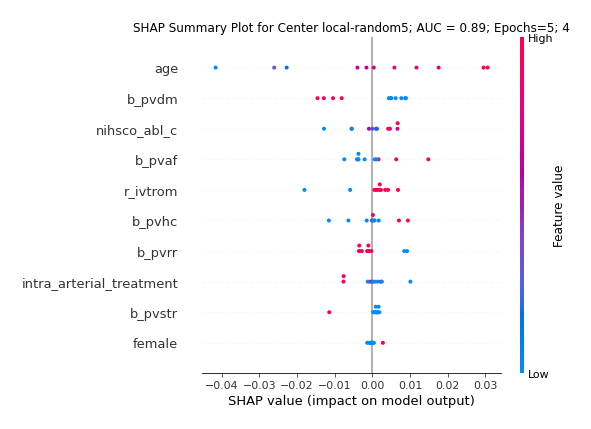 SHAP Summary Plot for Center local-random5; AUC = 0.89; Epochs=5; 4
High
age
b_pvdm
nihsco_abl_c
b_pvaf
r_ivtrom
b_pvhc
b_pvrr
intra_arterial_treatment
b_pvstr
female
Feature value
Low
−0.04 −0.03 −0.02 −0.01 0.00 0.01 0.02 0.03
SHAP value (impact on model output)